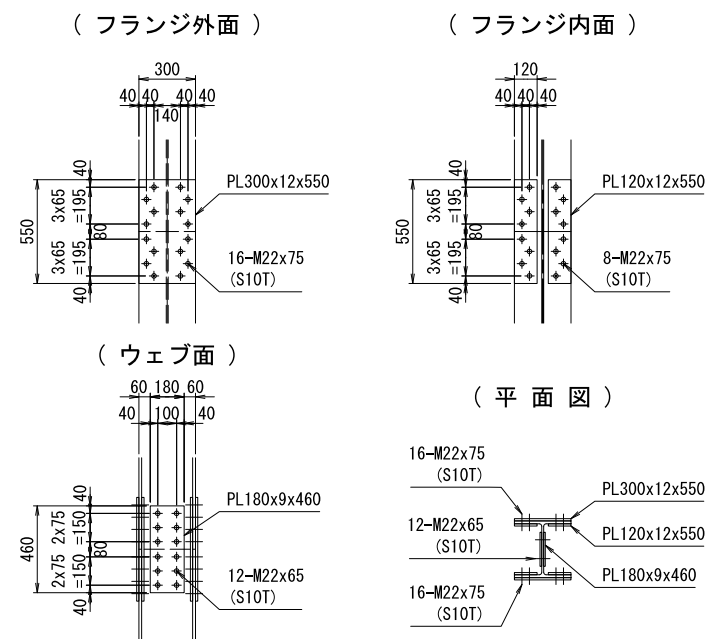 ( フランジ外面 )
300
40 40 40 40
140
40
3x65
=195
550
80
3x65
=195
40
PL300x12x550
16-M22x75
(S10T)
( フランジ内面 )
120
40 40 40
40
3x65
=195
550
80
3x65
=195
40
PL120x12x550
8-M22x75
(S10T)
( ウェブ面 )
60 180 60
40 100 40
40
2x75
=150
460
80
2x75
=150
40
PL180x9x460
12-M22x65
(S10T)
( 平 面 図 )
16-M22x75
(S10T)
PL300x12x550
12-M22x65
(S10T)
PL120x12x550
PL180x9x460
16-M22x75
(S10T)